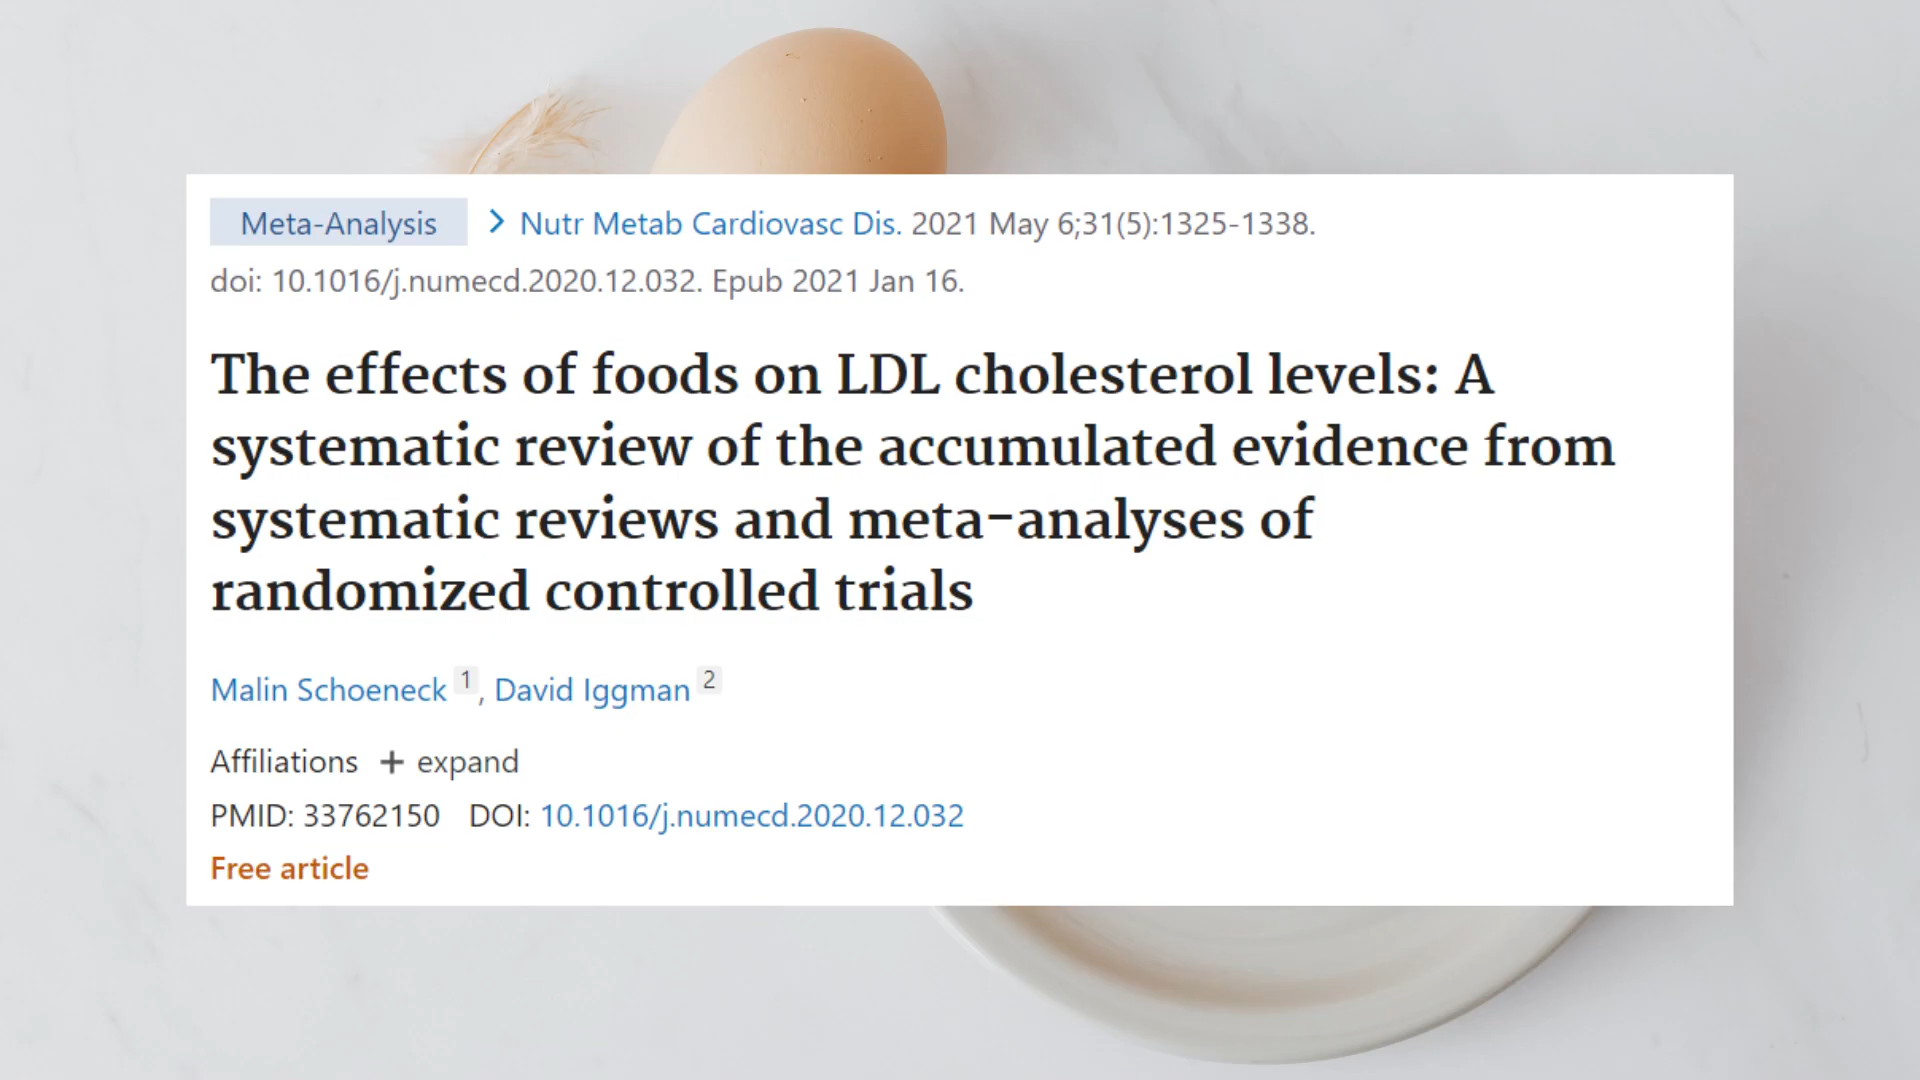 Meta-Analysis > Nutr Metab Cardiovasc Dis. 2021 May 6;31(5):1325-1338.
doi: 10.1016/j.numecd.2020.12.032. Epub 2021 Jan 16.
The effects of foods on LDL cholesterol levels: A
systematic review of the accumulated evidence from
systematic reviews and meta-analyses of
randomized controlled trials
Malin Schoeneck 1, David Iggman 2
Affiliations + expand
PMID: 33762150 DOI: 10.1016/j.numecd.2020.12.032
Free article